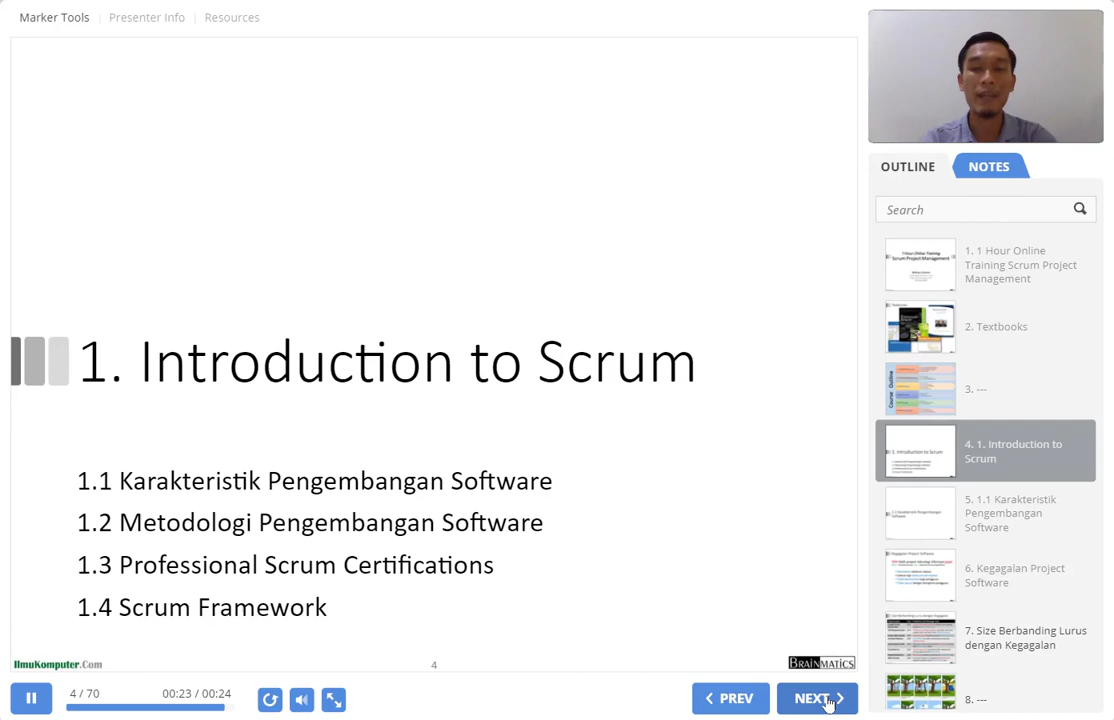 Marker Tools
Presenter Info
Resources
1. Introduction to Scrum
1.1 Karakteristik Pengembangan Software
1.2 Metodologi Pengembangan Software
1.3 Professional Scrum Certifications
1.4 Scrum Framework
IlmuKomputer.Com
4
BRAINMATICS
4 / 70
00:23 / 00:24
PREV
NEXT
OUTLINE
NOTES
Search
1. 1 Hour Online
Training Scrum Project
Management
2. Textbooks
3. ---
4. 1. Introduction to
Scrum
5. 1.1 Karakteristik
Pengembangan
Software
6. Kegagalan Project
Software
7. Size Berbanding Lurus
dengan Kegagalan
8. ---